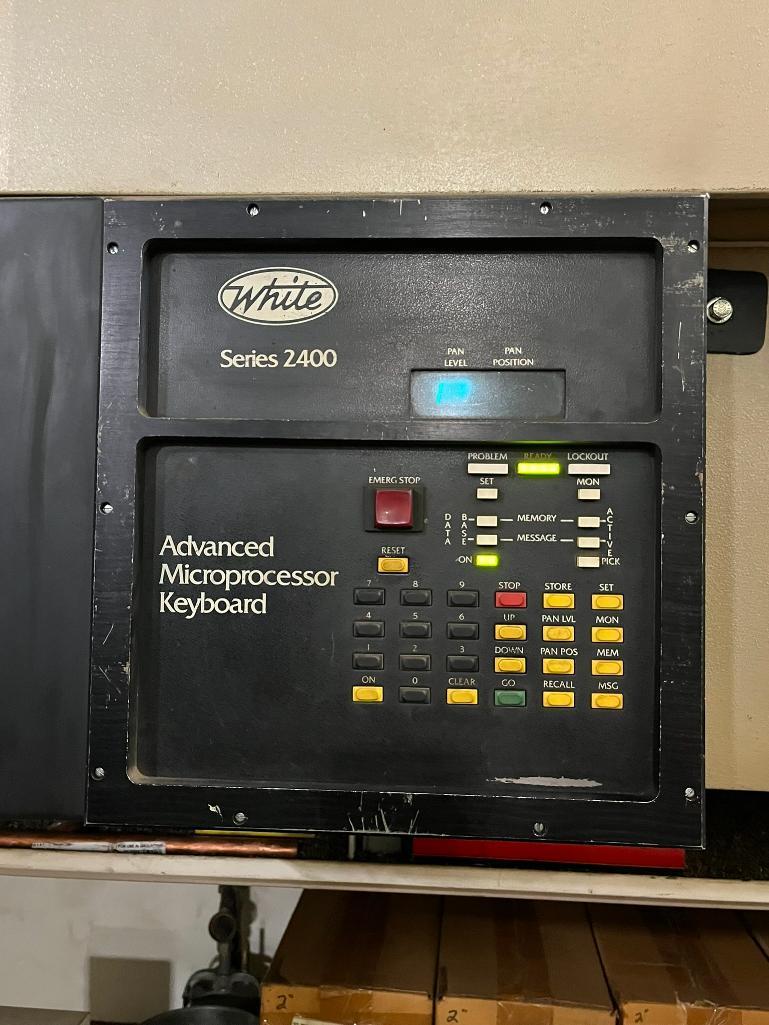 White
Series 2400
PAN LEVEL
PAN POSITION
PROBLEM READY LOCKOUT
EMERG STOP
SET MON
DATA BASE MEMORY ACTIVE
MESSAGE
ON PICK
RESET
Advanced
Microprocessor
Keyboard
7 8 9 STOP STORE SET
4 5 6 UP PAN LVL MON
1 2 3 DOWN PAN POS MEM
ON 0 CLEAR GO RECALL MSG
2" 2" 2"